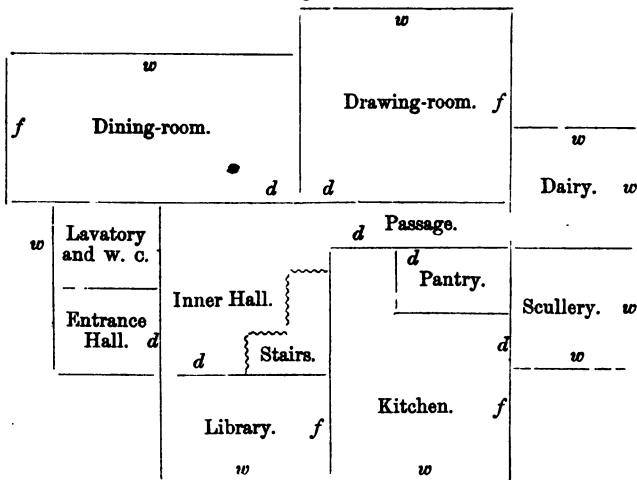 w
w
Drawing-room. f
f Dining-room.
w
d d Dairy. w
Passage.
w Lavatory d
and w. c. d
Pantry.
Inner Hall.
Entrance Scullery. w
Hall. d
d Stairs. d
w
Kitchen. f
Library. f
w w